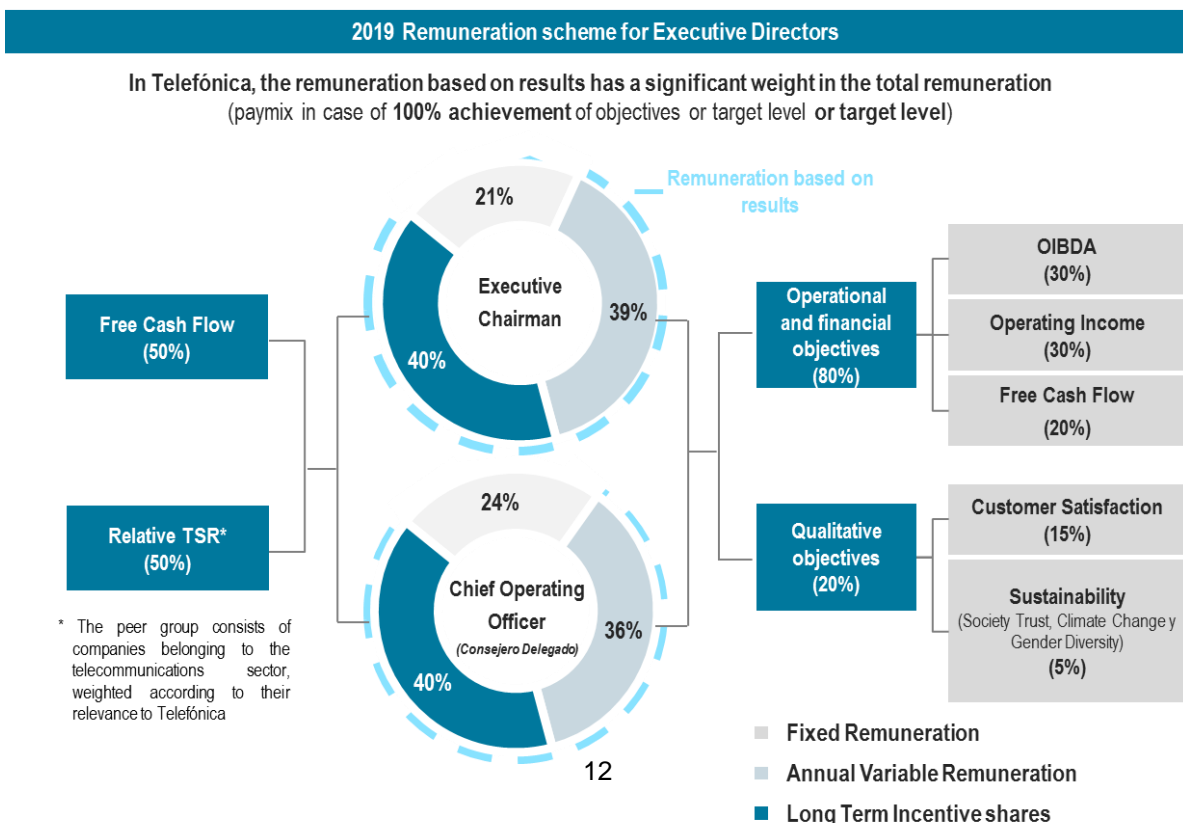 2019 Remuneration scheme for Executive Directors
In Telefónica, the remuneration based on results has a significant weight in the total remuneration
(paymix in case of 100% achievement of objectives or target level or target level)
Remuneration based on
results
21%
39%
40%
Executive
Chairman
24%
36%
40%
Chief Operating
Officer
(Consejero Delegado)
Free Cash Flow
(50%)
Relative TSR*
(50%)
* The peer group consists of
companies belonging to the
telecommunications sector,
weighted according to their
relevance to Telefónica
Operational
and financial
objectives
(80%)
OIBDA
(30%)
Operating Income
(30%)
Free Cash Flow
(20%)
Qualitative
objectives
(20%)
Customer Satisfaction
(15%)
Sustainability
(Society Trust, Climate Change y
Gender Diversity)
(5%)
Fixed Remuneration
Annual Variable Remuneration
Long Term Incentive shares
12